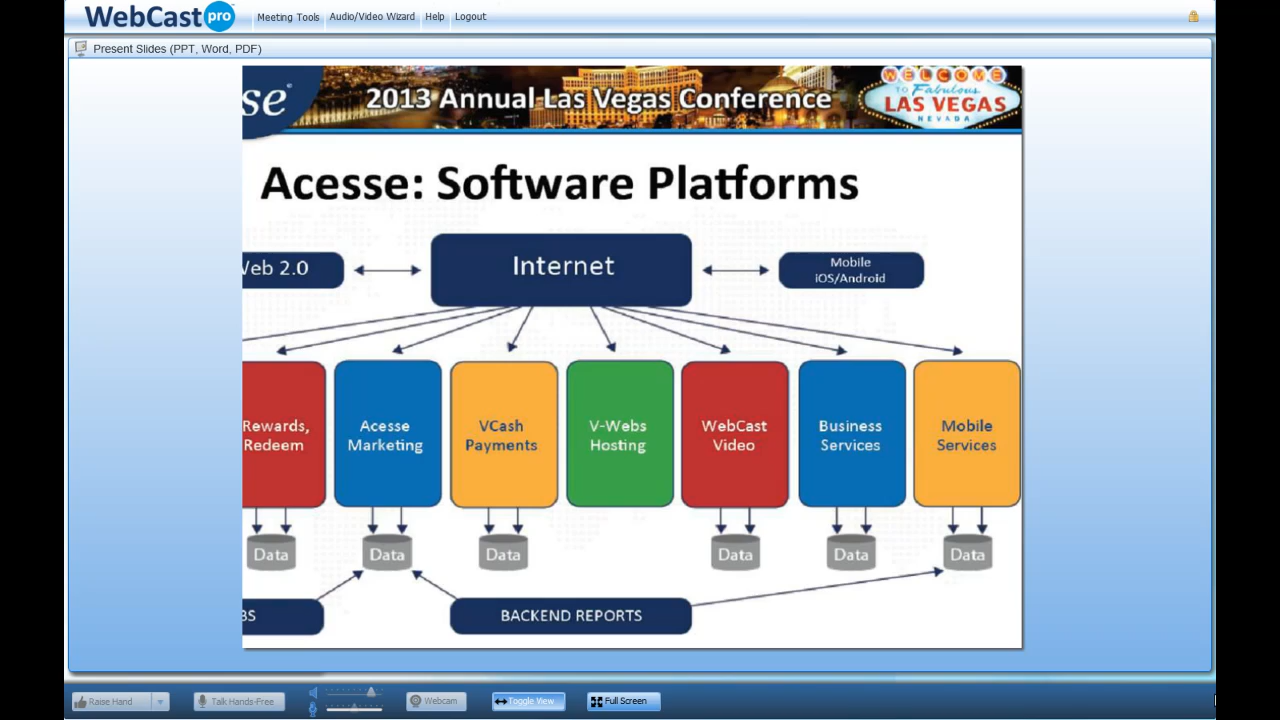 WebCast pro
Meeting Tools Audio/Video Wizard Help Logout
Present Slides (PPT, Word, PDF)
se®
2013 Annual Las Vegas Conference
WELCOME
TO Fabulous
LAS VEGAS
NEVADA
Acesse: Software Platforms
Web 2.0
Internet
Mobile
iOS/Android
Rewards,
Redeem
Acesse
Marketing
VCash
Payments
V-Webs
Hosting
WebCast
Video
Business
Services
Mobile
Services
Data Data Data Data Data Data
BS
BACKEND REPORTS
Raise Hand Talk Hands-Free Webcam Toggle View Full Screen